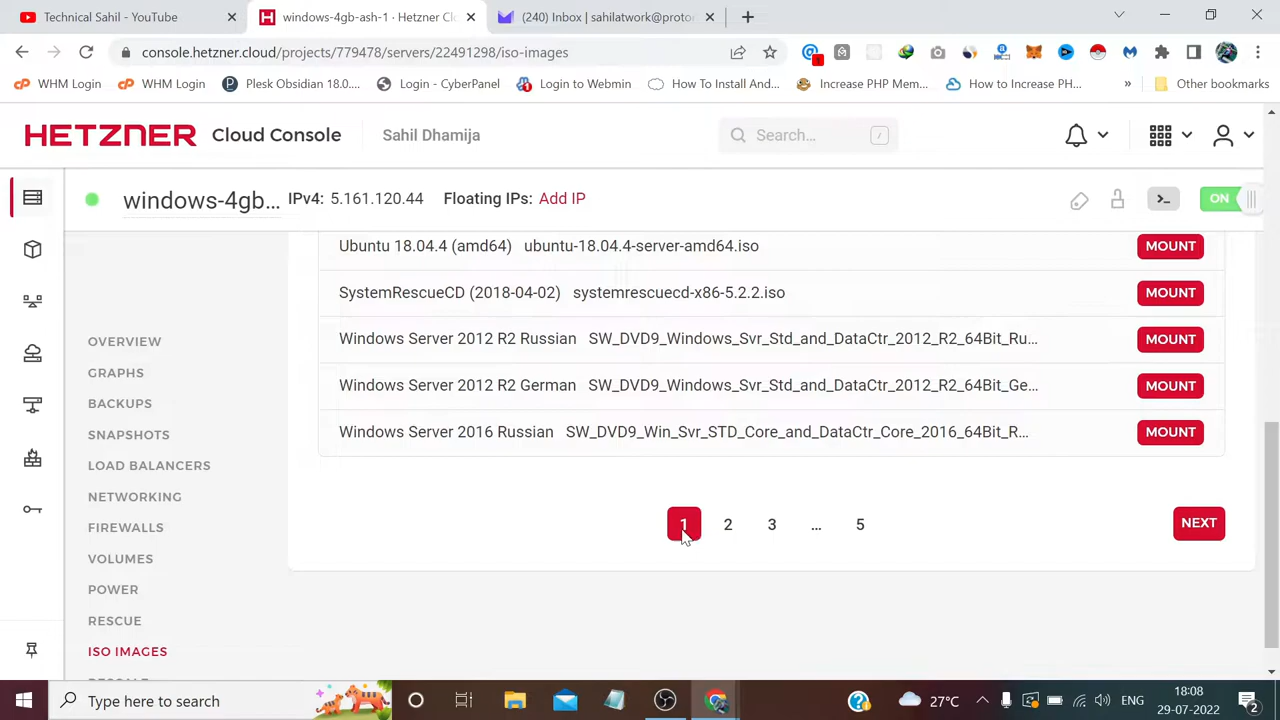 Technical Sahil - YouTube
windows-4gb-ash-1 · Hetzner Cl
(240) Inbox | sahilatwork@proto
console.hetzner.cloud/projects/779478/servers/22491298/iso-images
WHM Login
WHM Login
Plesk Obsidian 18.0....
Login - CyberPanel
Login to Webmin
How To Install And...
Increase PHP Mem...
How to Increase PH...
»
Other bookmarks
HETZNER Cloud Console
Sahil Dhamija
Search... /
windows-4gb... IPv4: 5.161.120.44 Floating IPs: Add IP
ON
Ubuntu 18.04.4 (amd64) ubuntu-18.04.4-server-amd64.iso MOUNT
SystemRescueCD (2018-04-02) systemrescuecd-x86-5.2.2.iso MOUNT
Windows Server 2012 R2 Russian SW_DVD9_Windows_Svr_Std_and_DataCtr_2012_R2_64Bit_Ru... MOUNT
Windows Server 2012 R2 German SW_DVD9_Windows_Svr_Std_and_DataCtr_2012_R2_64Bit_Ge... MOUNT
Windows Server 2016 Russian SW_DVD9_Win_Svr_STD_Core_and_DataCtr_Core_2016_64Bit_R... MOUNT
1 2 3 ... 5 NEXT
OVERVIEW
GRAPHS
BACKUPS
SNAPSHOTS
LOAD BALANCERS
NETWORKING
FIREWALLS
VOLUMES
POWER
RESCUE
ISO IMAGES
Type here to search
27°C
ENG
18:08
29-07-2022
2